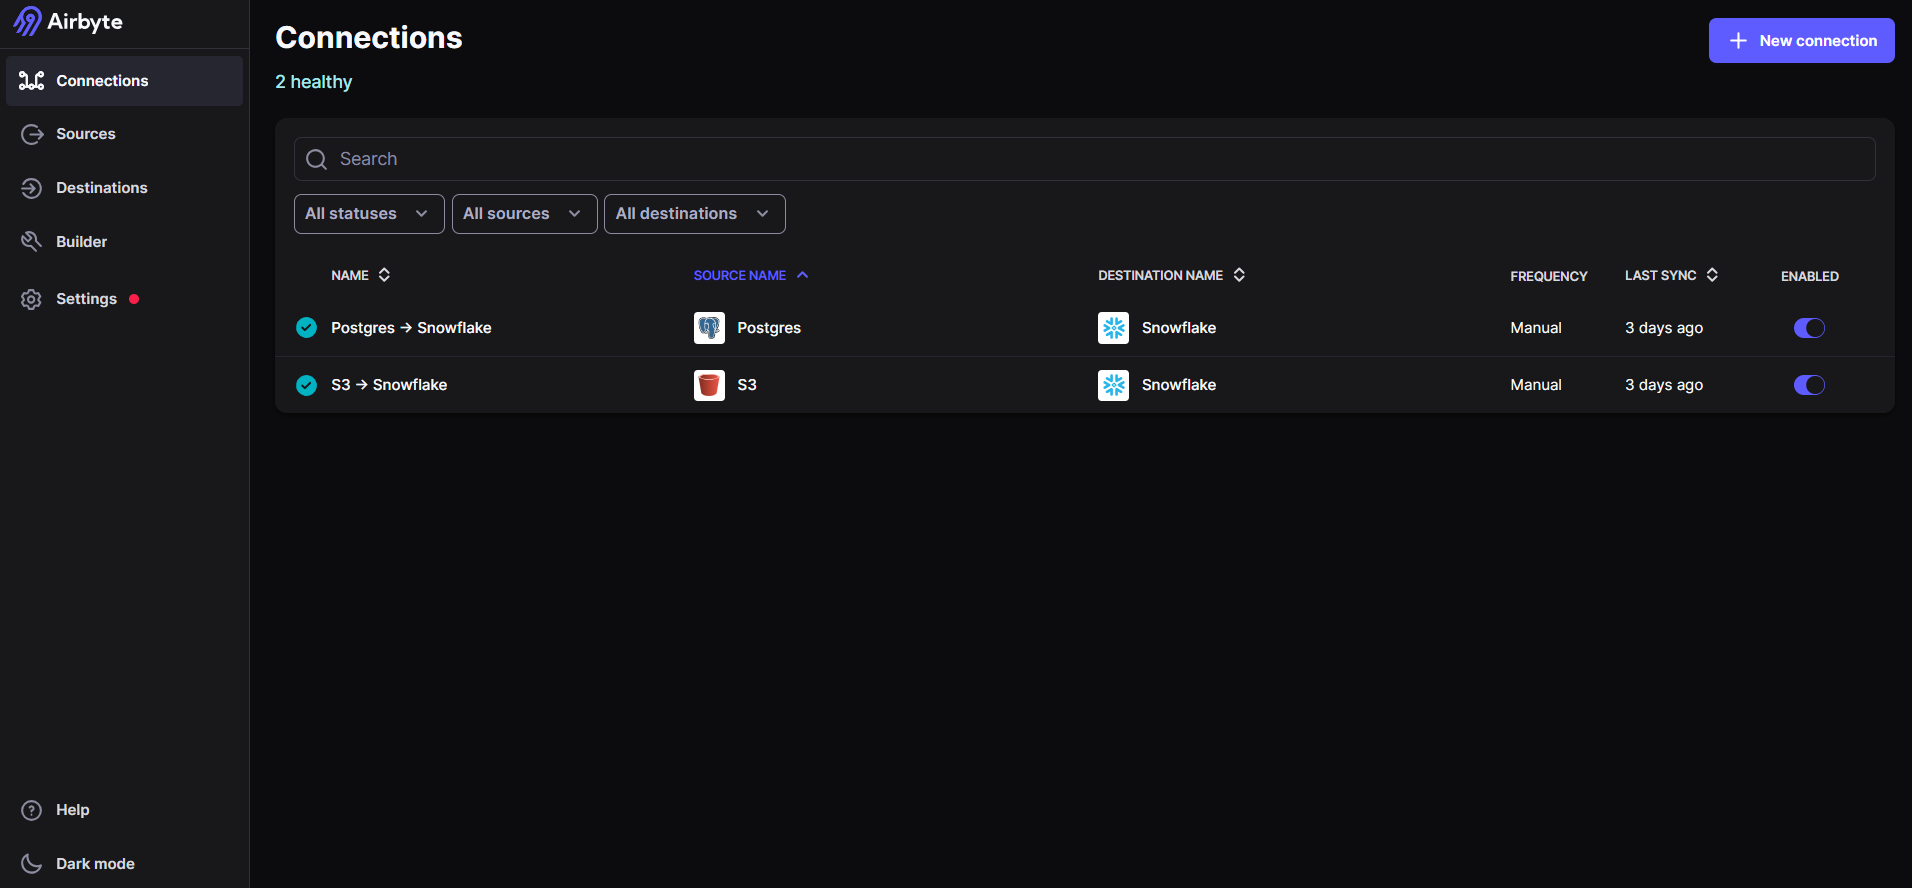 Airbyte
Connections
Sources
Destinations
Builder
Settings
Help
Dark mode
Connections
2 healthy
New connection
Search
All statuses All sources All destinations
NAME SOURCE NAME DESTINATION NAME FREQUENCY LAST SYNC ENABLED
Postgres → Snowflake Postgres Snowflake Manual 3 days ago
S3 → Snowflake S3 Snowflake Manual 3 days ago